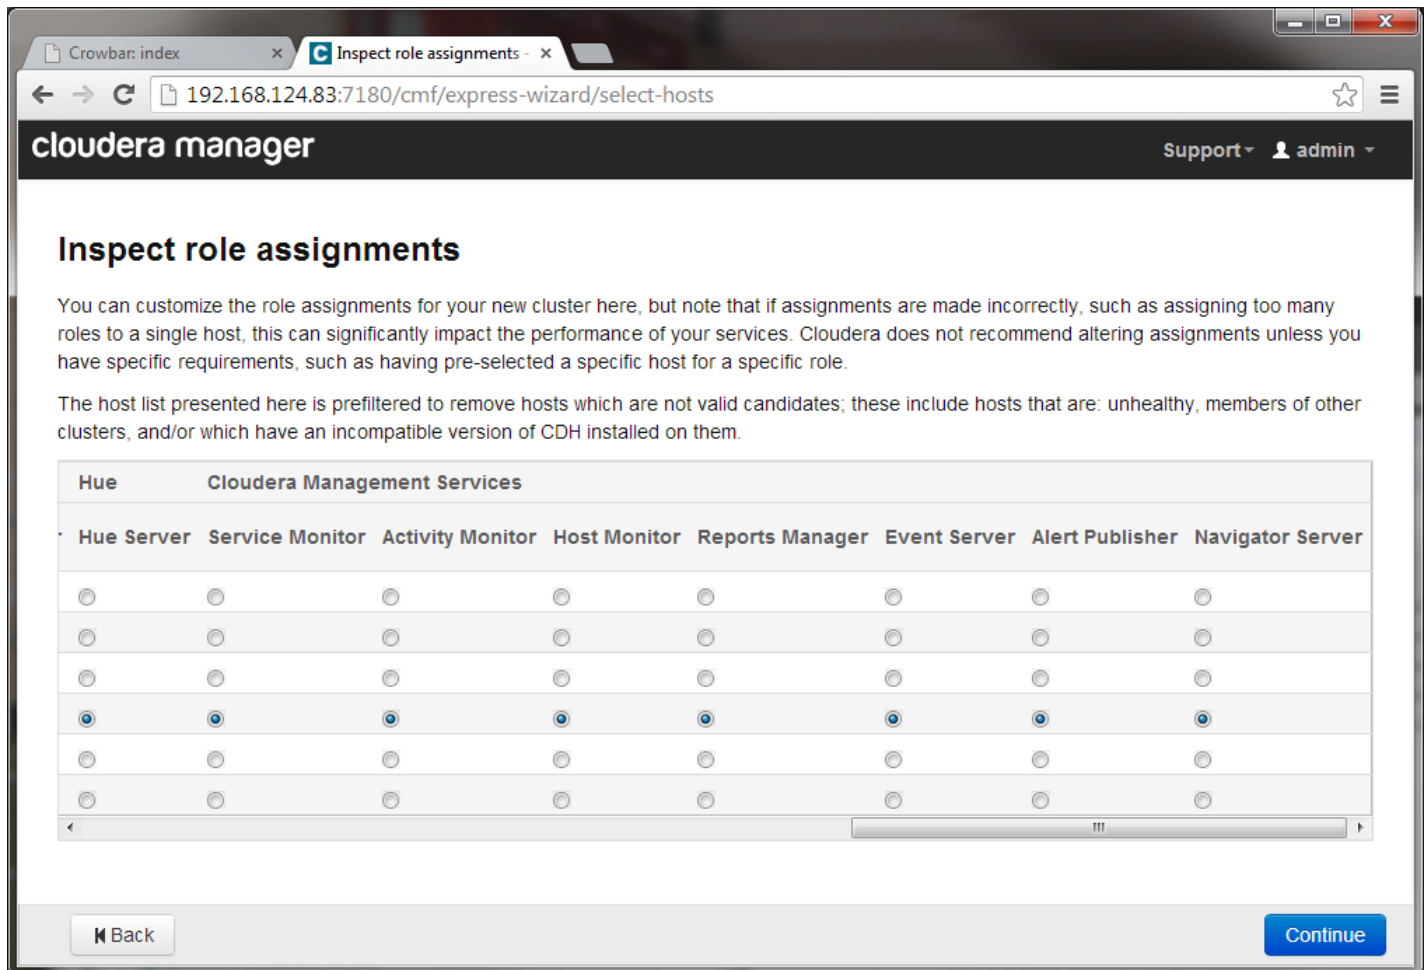 Crowbar: index
Inspect role assignments -
192.168.124.83:7180/cmf/express-wizard/select-hosts
cloudera manager
Support
admin
Inspect role assignments
You can customize the role assignments for your new cluster here, but note that if assignments are made incorrectly, such as assigning too many
roles to a single host, this can significantly impact the performance of your services. Cloudera does not recommend altering assignments unless you
have specific requirements, such as having pre-selected a specific host for a specific role.
The host list presented here is prefiltered to remove hosts which are not valid candidates; these include hosts that are: unhealthy, members of other
clusters, and/or which have an incompatible version of CDH installed on them.
Hue Cloudera Management Services
Hue Server Service Monitor Activity Monitor Host Monitor Reports Manager Event Server Alert Publisher Navigator Server
Back
Continue